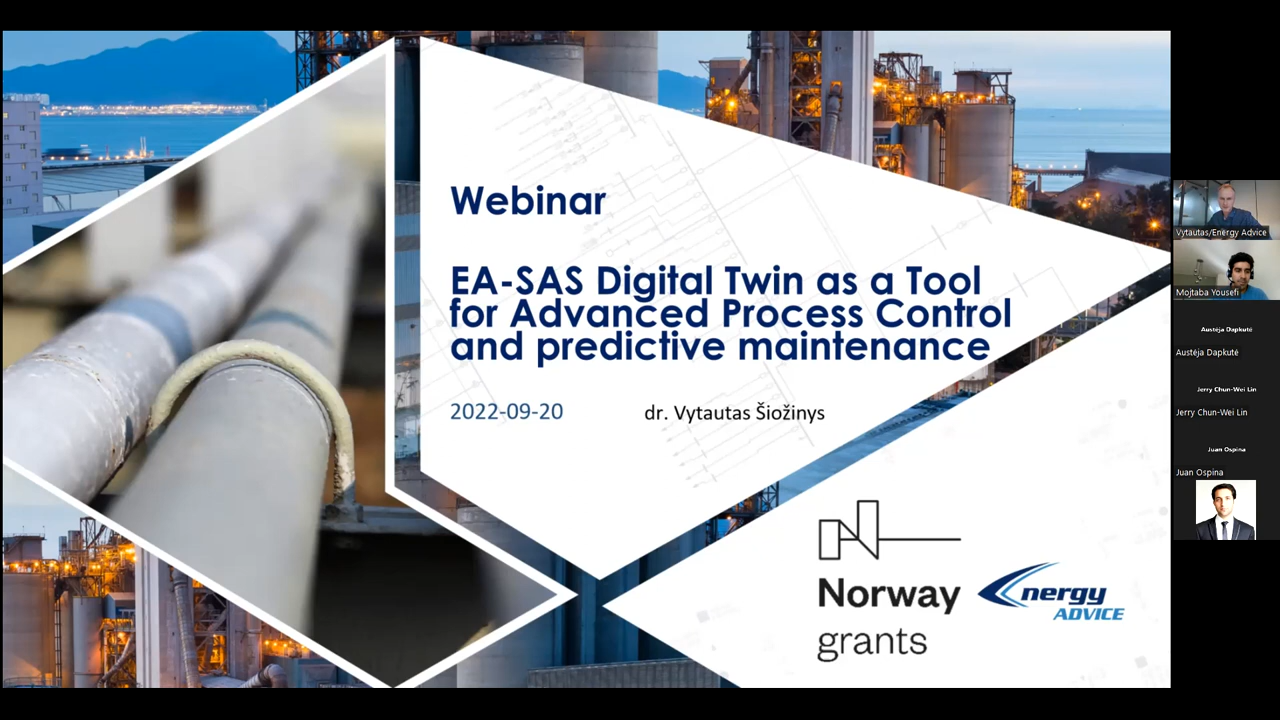 Webinar
EA-SAS Digital Twin as a Tool
for Advanced Process Control
and predictive maintenance
2022-09-20
dr. Vytautas Šiožinys
Norway
grants
nergy
ADVICE
Vytautas/Energy Advice
Mojtaba Yousefi
Austėja Dapkutė
Austėja Dapkutė
Jerry Chun-Wei Lin
Jerry Chun-Wei Lin
Juan Ospina
Juan Ospina